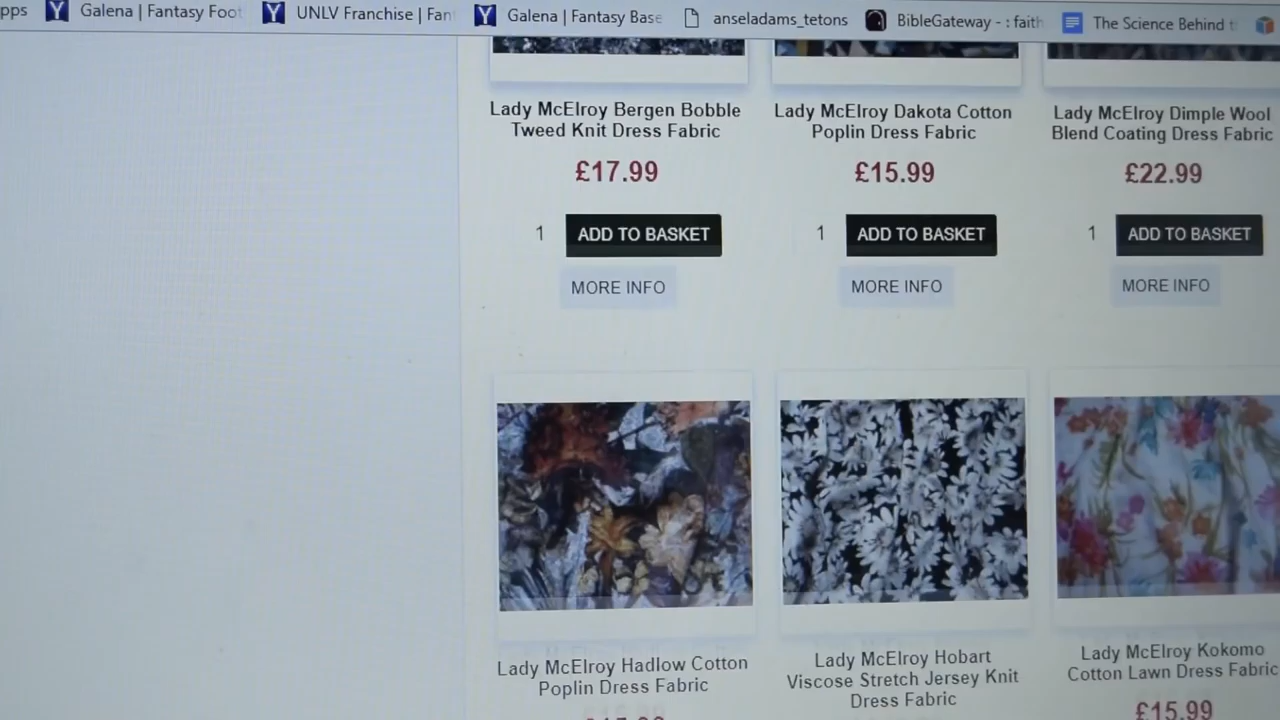 pps Galena | Fantasy Foot UNLV Franchise | Fan Galena | Fantasy Base anseladams_tetons BibleGateway - : faith The Science Behind t
Lady McElroy Bergen Bobble
Tweed Knit Dress Fabric
£17.99
1 ADD TO BASKET
MORE INFO
Lady McElroy Dakota Cotton
Poplin Dress Fabric
£15.99
1 ADD TO BASKET
MORE INFO
Lady McElroy Dimple Wool
Blend Coating Dress Fabric
£22.99
1 ADD TO BASKET
MORE INFO
Lady McElroy Hadlow Cotton
Poplin Dress Fabric
Lady McElroy Hobart
Viscose Stretch Jersey Knit
Dress Fabric
Lady McElroy Kokomo
Cotton Lawn Dress Fabric
£15.99